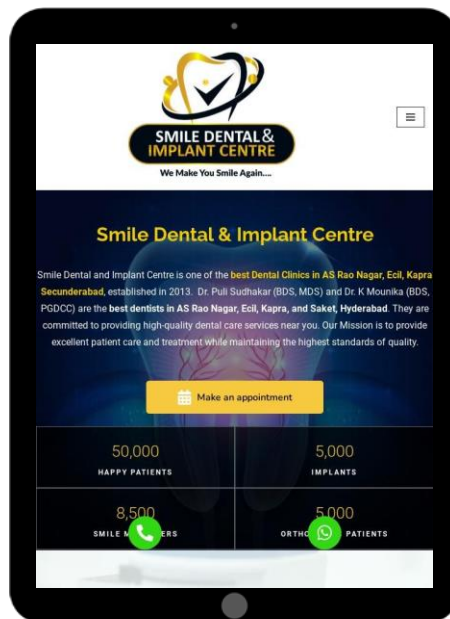 SMILE DENTAL &
IMPLANT CENTRE
We Make You Smile Again....
Smile Dental & Implant Centre
Smile Dental and Implant Centre is one of the best Dental Clinics in AS Rao Nagar, Ecil, Kapra
Secunderabad, established in 2013. Dr. Puli Sudhakar (BDS, MDS) and Dr. K Mounika (BDS,
PGDCC) are the best dentists in AS Rao Nagar, Ecil, Kapra, and Saket, Hyderabad. They are
committed to providing high-quality dental care services near you. Our Mission is to provide
excellent patient care and treatment while maintaining the highest standards of quality.
Make an appointment
50,000
HAPPY PATIENTS
5,000
IMPLANTS
8,500
SMILE
5,000
PATIENTS